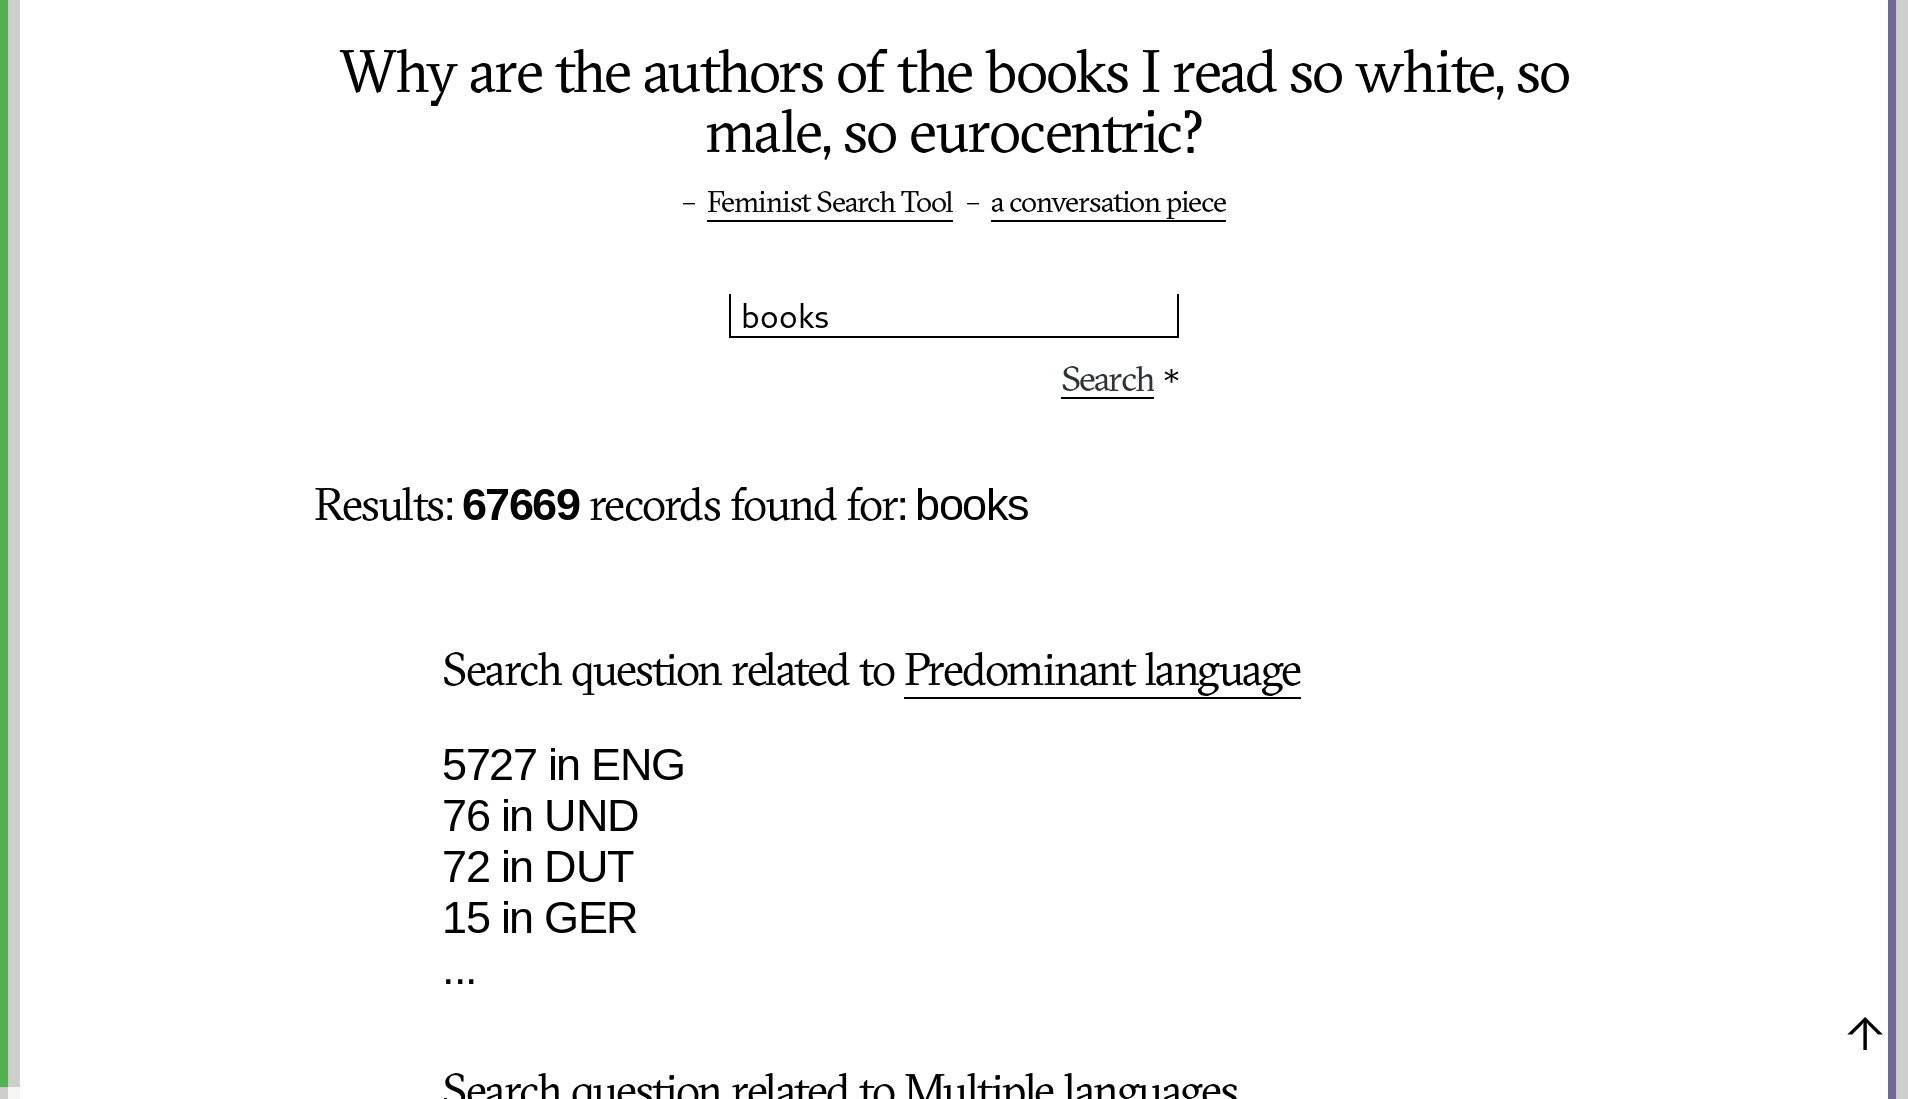 Why are the authors of the books I read so white, so
male, so eurocentric?
– Feminist Search Tool – a conversation piece
books
Search *
Results: 67669 records found for: books
Search question related to Predominant language
5727 in ENG
76 in UND
72 in DUT
15 in GER
...
Search question related to Multiple languages